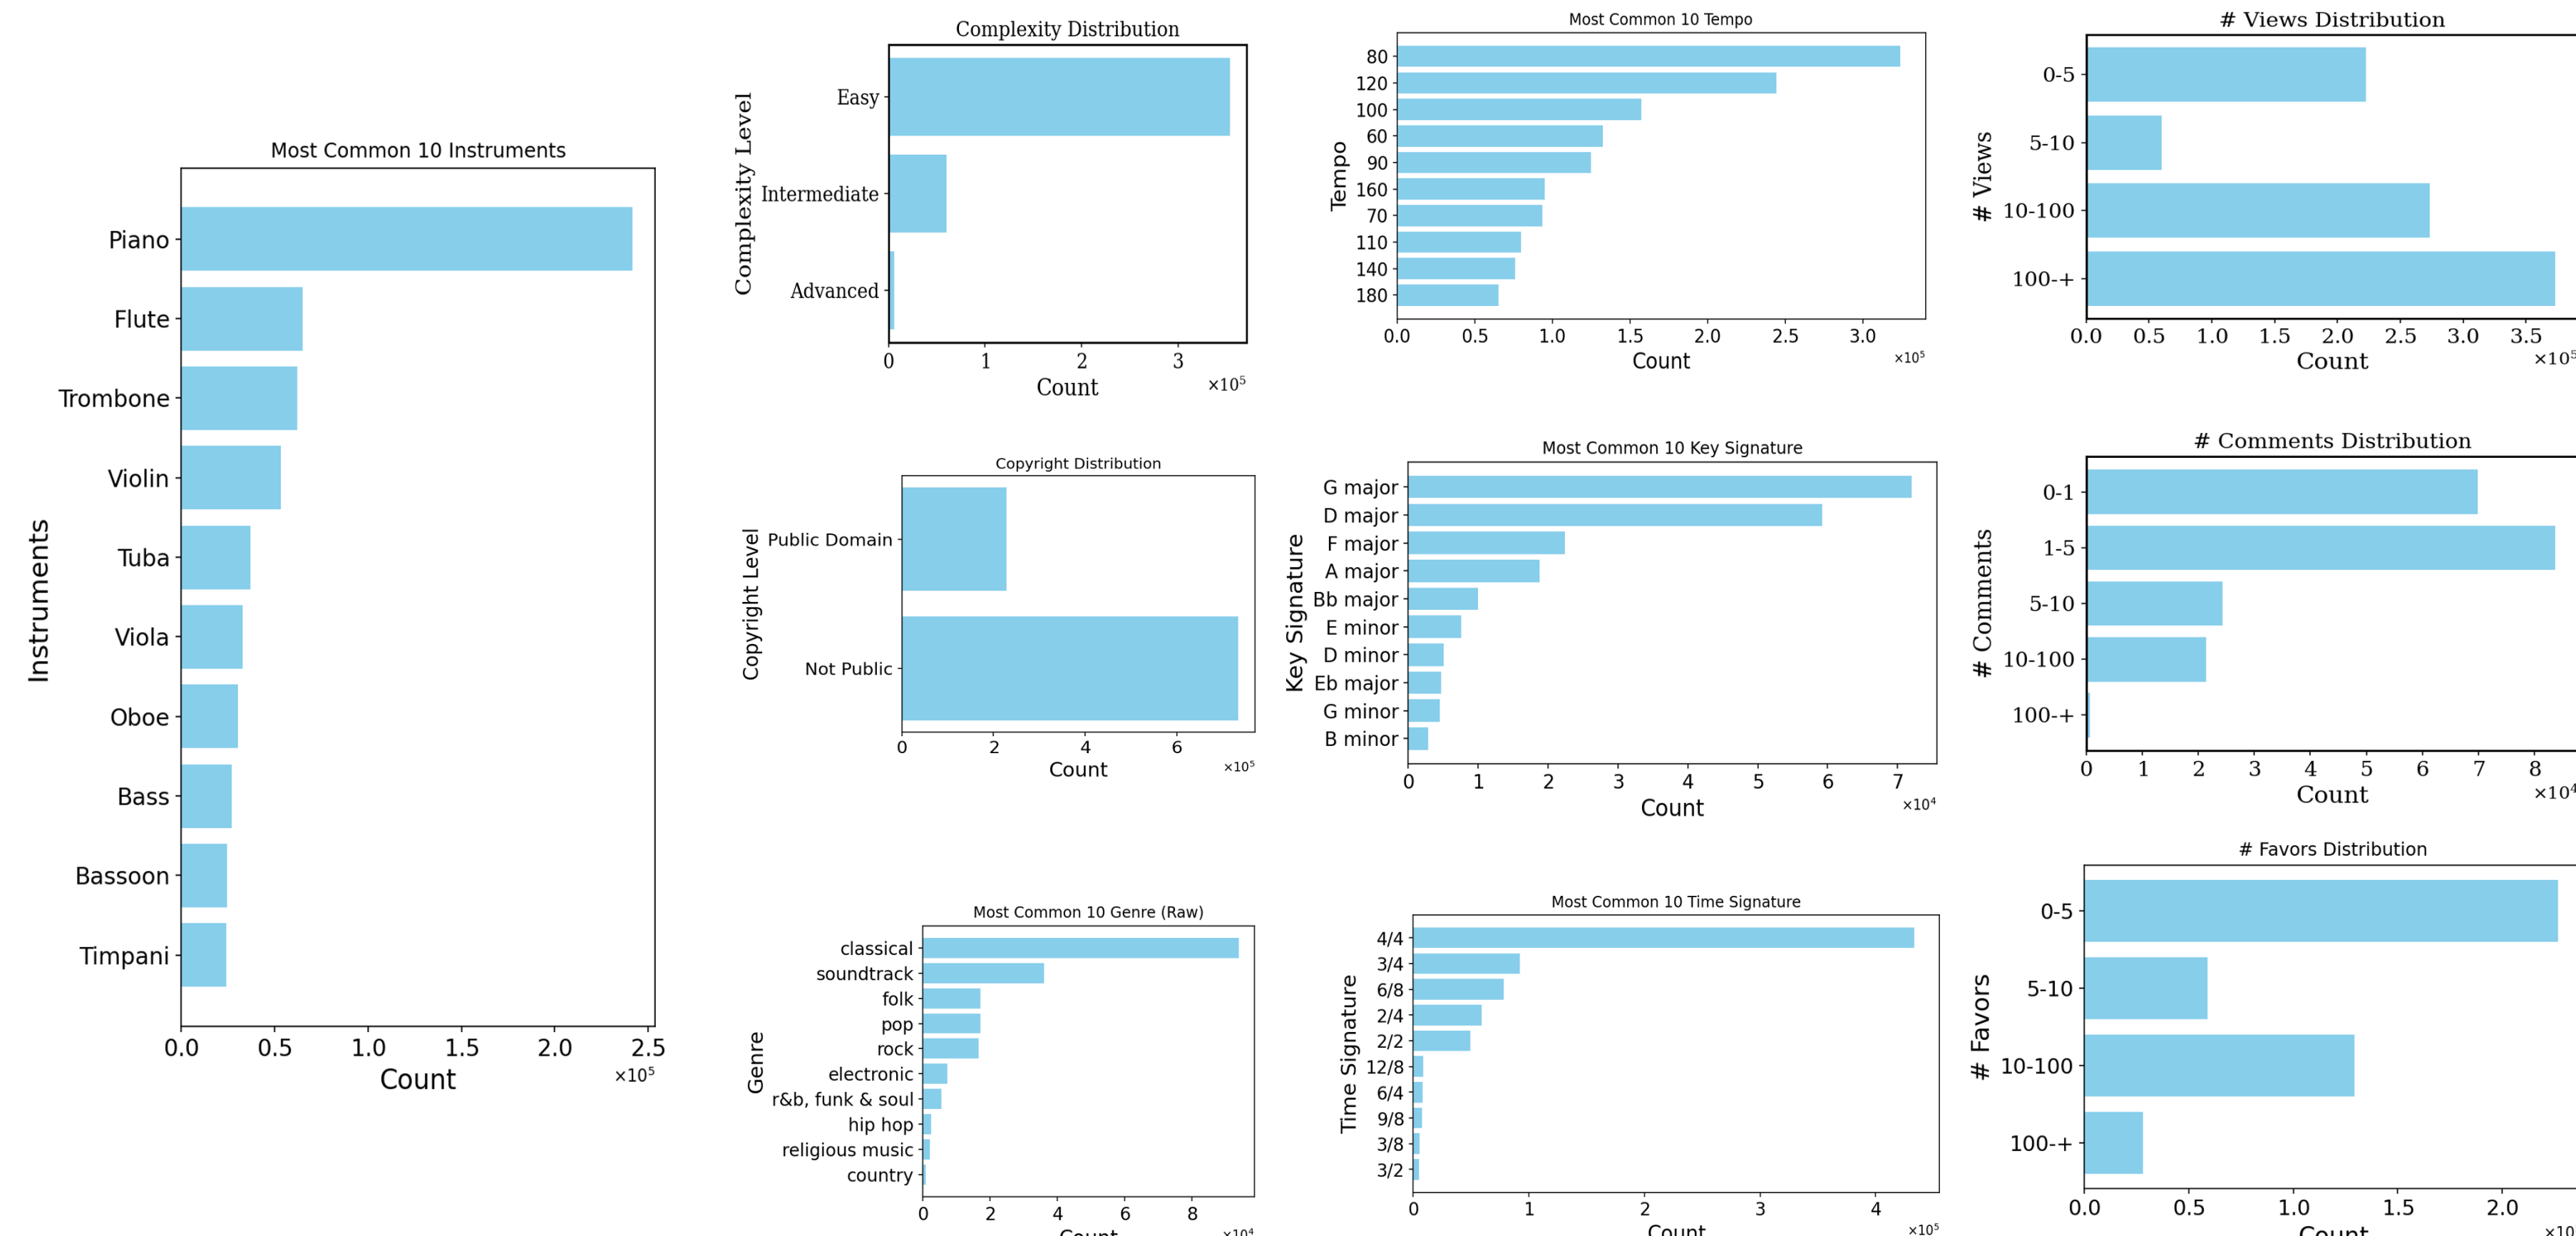 Most Common 10 Instruments
Instruments
Piano
Flute
Trombone
Violin
Tuba
Viola
Oboe
Bass
Bassoon
Timpani
0.0 0.5 1.0 1.5 2.0 2.5
Count
×10⁵
Complexity Distribution
Complexity Level
Easy
Intermediate
Advanced
0 1 2 3
Count
×10⁵
Copyright Distribution
Copyright Level
Public Domain
Not Public
0 2 4 6
Count
×10⁵
Most Common 10 Genre (Raw)
Genre
classical
soundtrack
folk
pop
rock
electronic
r&b, funk & soul
hip hop
religious music
country
0 2 4 6 8
Count
×10⁴
Most Common 10 Tempo
Tempo
80
120
100
60
90
160
70
110
140
180
0.0 0.5 1.0 1.5 2.0 2.5 3.0
Count
×10⁵
Most Common 10 Key Signature
Key Signature
G major
D major
F major
A major
Bb major
E minor
D minor
Eb major
G minor
B minor
0 1 2 3 4 5 6 7
Count
×10⁴
Most Common 10 Time Signature
Time Signature
4/4
3/4
6/8
2/4
2/2
12/8
6/4
9/8
3/8
3/2
0 1 2 3 4
Count
×10⁵
# Views Distribution
# Views
0-5
5-10
10-100
100-+
0.0 0.5 1.0 1.5 2.0 2.5 3.0 3.5
Count
×10⁵
# Comments Distribution
# Comments
0-1
1-5
5-10
10-100
100-+
0 1 2 3 4 5 6 7 8
Count
×10⁴
# Favors Distribution
# Favors
0-5
5-10
10-100
100-+
0.0 0.5 1.0 1.5 2.0
Count